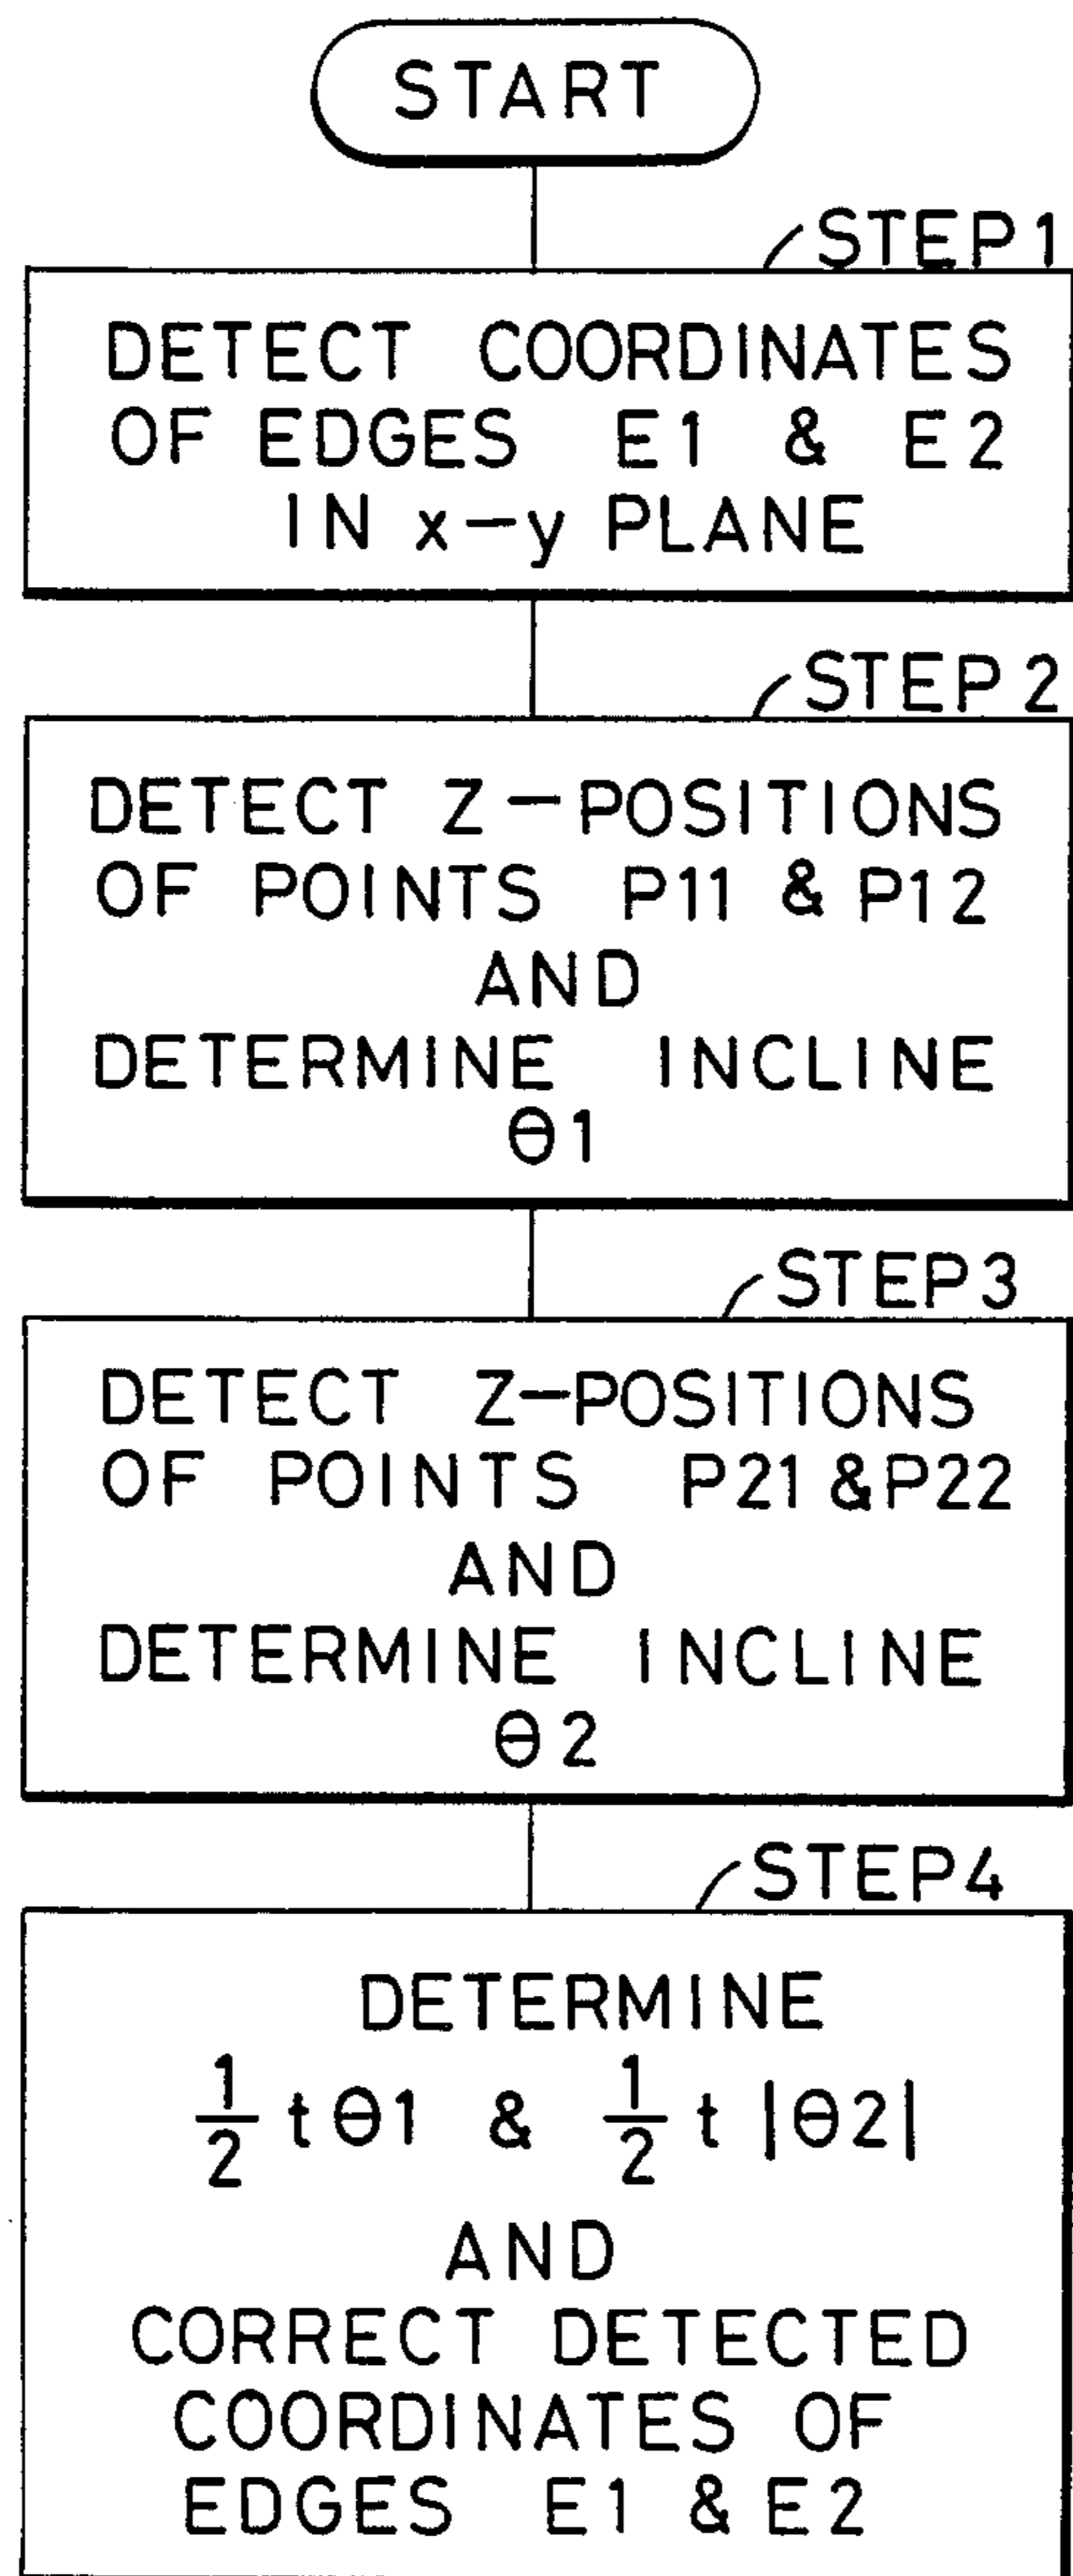 START
STEP1
DETECT COORDINATES
OF EDGES E1 & E2
IN x-y PLANE
STEP2
DETECT Z-POSITIONS
OF POINTS P11 & P12
AND
DETERMINE INCLINE
θ1
STEP3
DETECT Z-POSITIONS
OF POINTS P21 & P22
AND
DETERMINE INCLINE
θ2
STEP4
DETERMINE
1/2 tθ1 & 1/2 t |θ2|
AND
CORRECT DETECTED
COORDINATES OF
EDGES E1 & E2